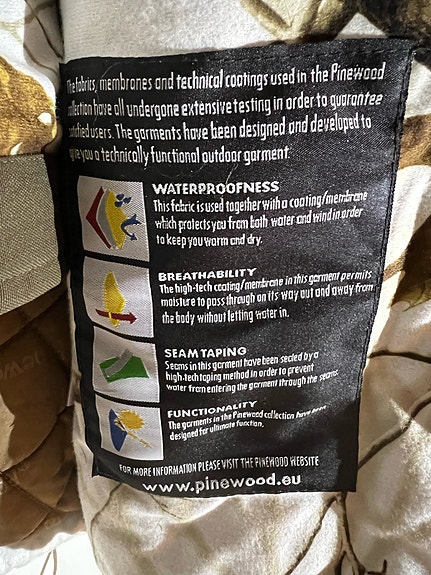 The fabrics, membranes and technical coatings used in the Pinewood
collection have all undergone extensive testing in order to guarantee
satisfied users. The garments have been designed and developed to
give you a technically functional outdoor garment.
WATERPROOFNESS
This fabric is used together with a coating/membrane
which protects you from both water and wind in order
to keep you warm and dry.
BREATHABILITY
The high-tech coating/membrane in this garment permits
moisture to pass through on its way out and away from
the body without letting water in.
SEAM TAPING
Seams in this garment have been sealed by a
high-tech taping method in order to prevent
water from entering the garment through the seams.
FUNCTIONALITY
The garments in the Pinewood collection have been
designed for ultimate function.
FOR MORE INFORMATION PLEASE VISIT THE PINEWOOD WEBSITE
www.pinewood.eu